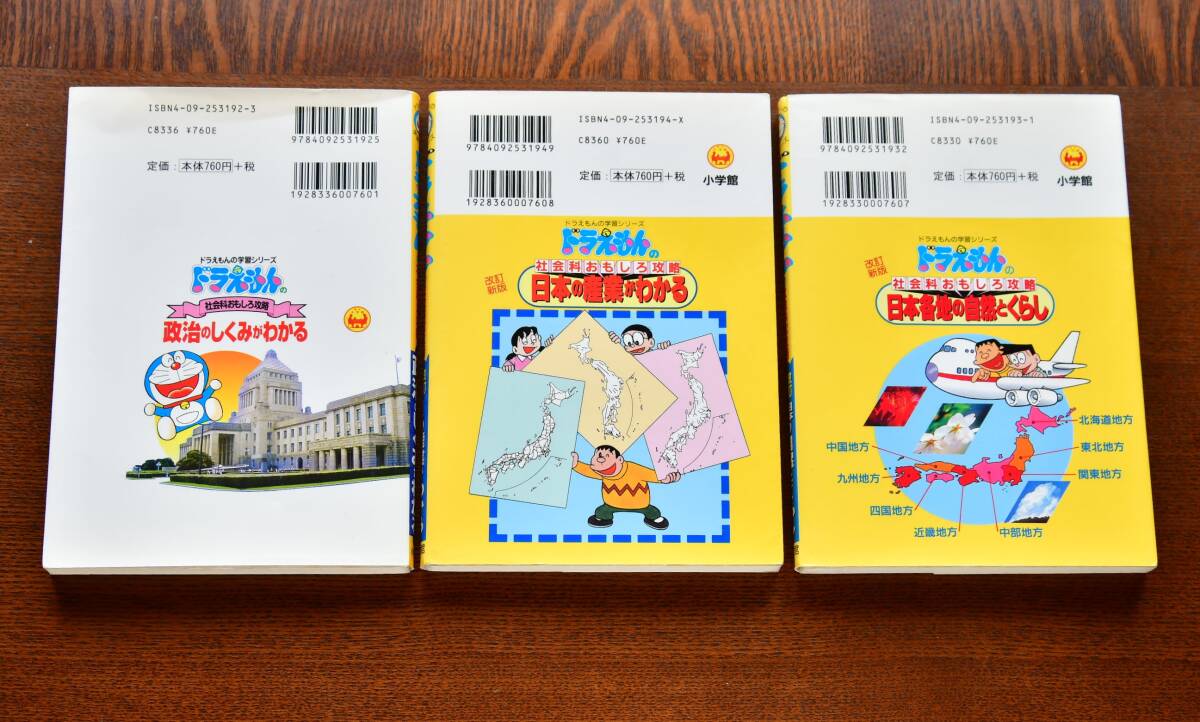 ISBN4-09-253192-3
C8336 ¥760E
9784092531925
定価：本体760円＋税
1928336007601
ドラえもんの学習シリーズ
ドラえもんの
社会科おもしろ攻略
政治のしくみがわかる
9784092531949
ISBN4-09-253194-X
C8360 ¥760E
1928360007608
定価：本体760円＋税
小学館
ドラえもんの学習シリーズ
ドラえもんの
社会科おもしろ攻略
改訂新版
日本の産業がわかる
9784092531932
ISBN4-09-253193-1
C8330 ¥760E
1928330007607
定価：本体760円＋税
小学館
ドラえもんの学習シリーズ
ドラえもんの
社会科おもしろ攻略
改訂新版
日本各地の自然とくらし
北海道地方
東北地方
関東地方
中部地方
近畿地方
四国地方
九州地方
中国地方